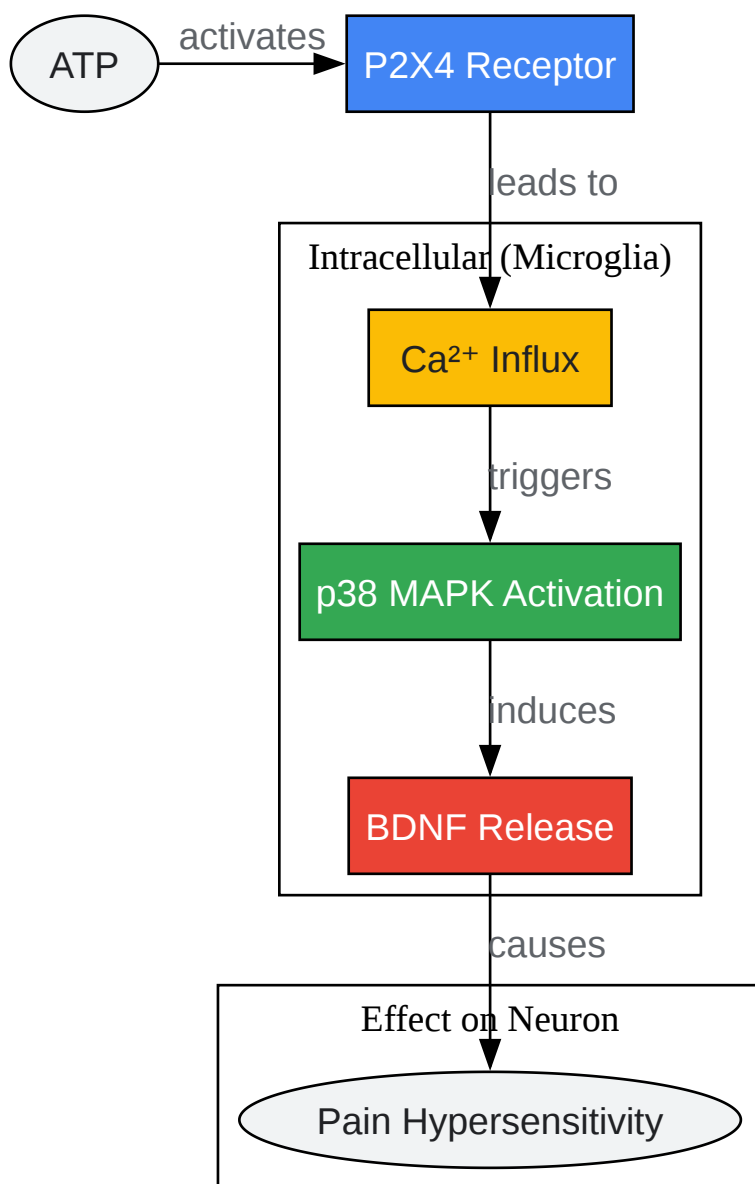 activates
ATP
P2X4 Receptor
leads to
Intracellular (Microglia)
Ca²⁺ Influx
triggers
p38 MAPK Activation
induces
BDNF Release
causes
Effect on Neuron
Pain Hypersensitivity